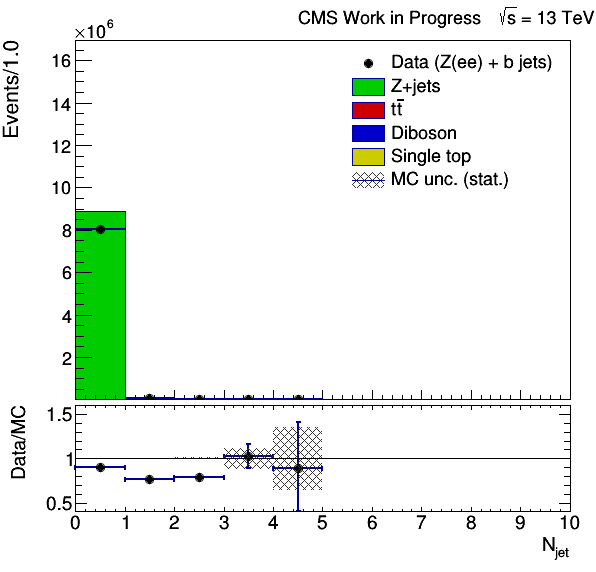 CMS Work in Progress √s = 13 TeV
×10⁶
Events/1.0
16
14
12
10
8
6
4
2
Data (Z(ee) + b jets)
Z+jets
tt̄
Diboson
Single top
MC unc. (stat.)
Data/MC
1.5
1
0.5
0 1 2 3 4 5 6 7 8 9 10
N_jet